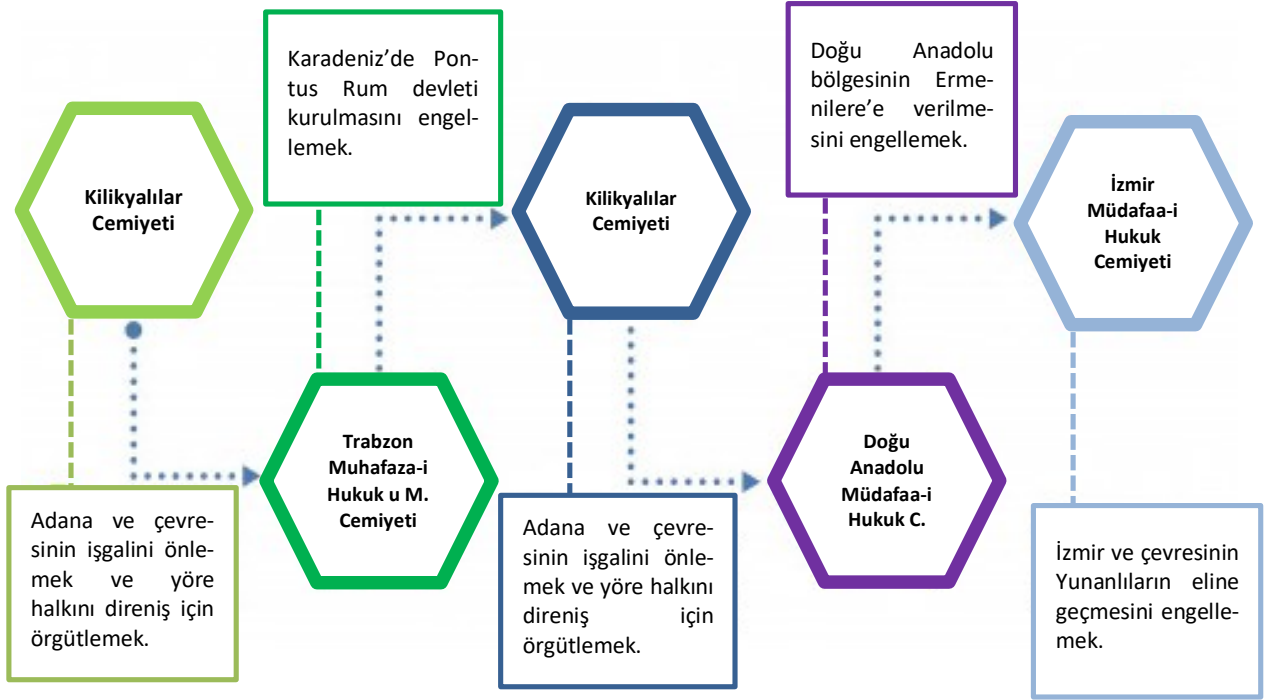 Kilikyalılar
Cemiyeti
Adana ve çevre-
sinin işgalini önle-
mek ve yöre
halkını direniş için
örgütlemek.
Karadeniz’de Pon-
tus Rum devleti
kurulmasını engel-
lemek.
Trabzon
Muhafaza-i
Hukuk u M.
Cemiyeti
Kilikyalılar
Cemiyeti
Adana ve çevre-
sinin işgalini önle-
mek ve yöre halkını
direniş için
örgütlemek.
Doğu Anadolu
bölgesinin Erme-
nilere’e verilme-
sini engellemek.
Doğu
Anadolu
Müdafaa-i
Hukuk C.
İzmir
Müdafaa-i
Hukuk
Cemiyeti
İzmir ve çevresinin
Yunanlıların eline
geçmesini engelle-
mek.